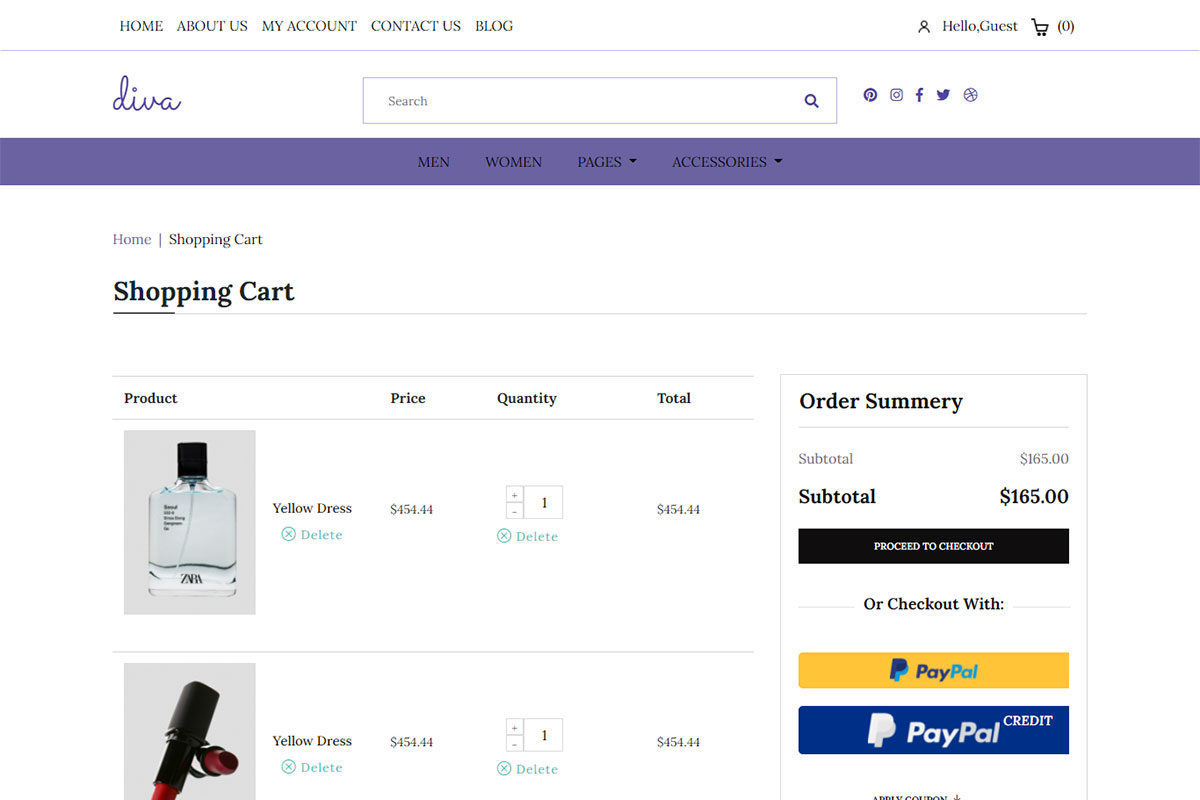 HOME ABOUT US MY ACCOUNT CONTACT US BLOG
Hello,Guest (0)
diva
Search
MEN WOMEN PAGES ACCESSORIES
Home | Shopping Cart
Shopping Cart
Product Price Quantity Total
Seoul
ZARA
Yellow Dress $454.44 + - 1 $454.44
Delete Delete
Yellow Dress $454.44 + - 1 $454.44
Delete Delete
Order Summery
Subtotal $165.00
Subtotal $165.00
PROCEED TO CHECKOUT
Or Checkout With:
PayPal
PayPal CREDIT
APPLY COUPON